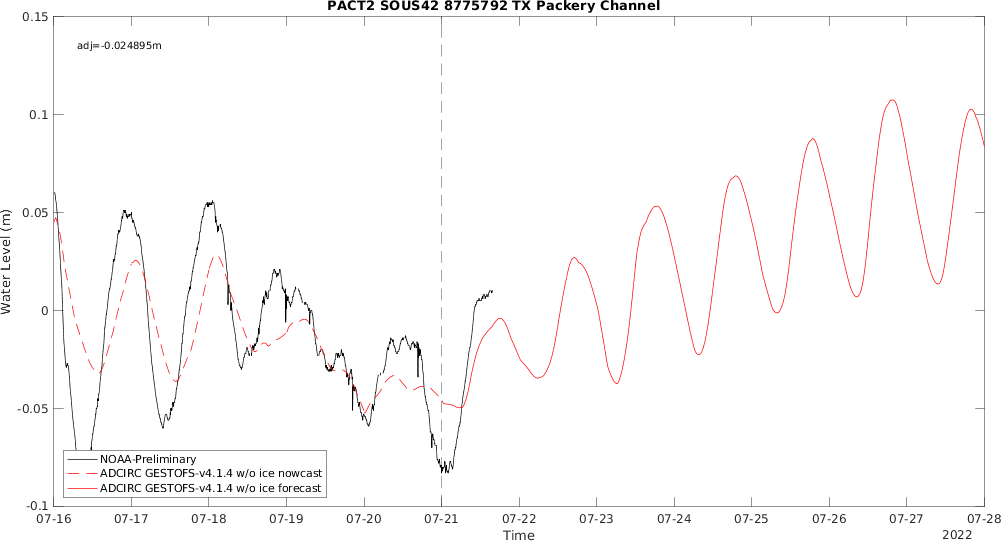 PACT2 SOUS42 8775792 TX Packery Channel
0.15
adj=-0.024895m
0.1
0.05
Water Level (m)
0
-0.05
NOAA-Preliminary
ADCIRC GESTOFS-v4.1.4 w/o ice nowcast
ADCIRC GESTOFS-v4.1.4 w/o ice forecast
-0.1
07-16 07-17 07-18 07-19 07-20 07-21 07-22 07-23 07-24 07-25 07-26 07-27 07-28
Time
2022